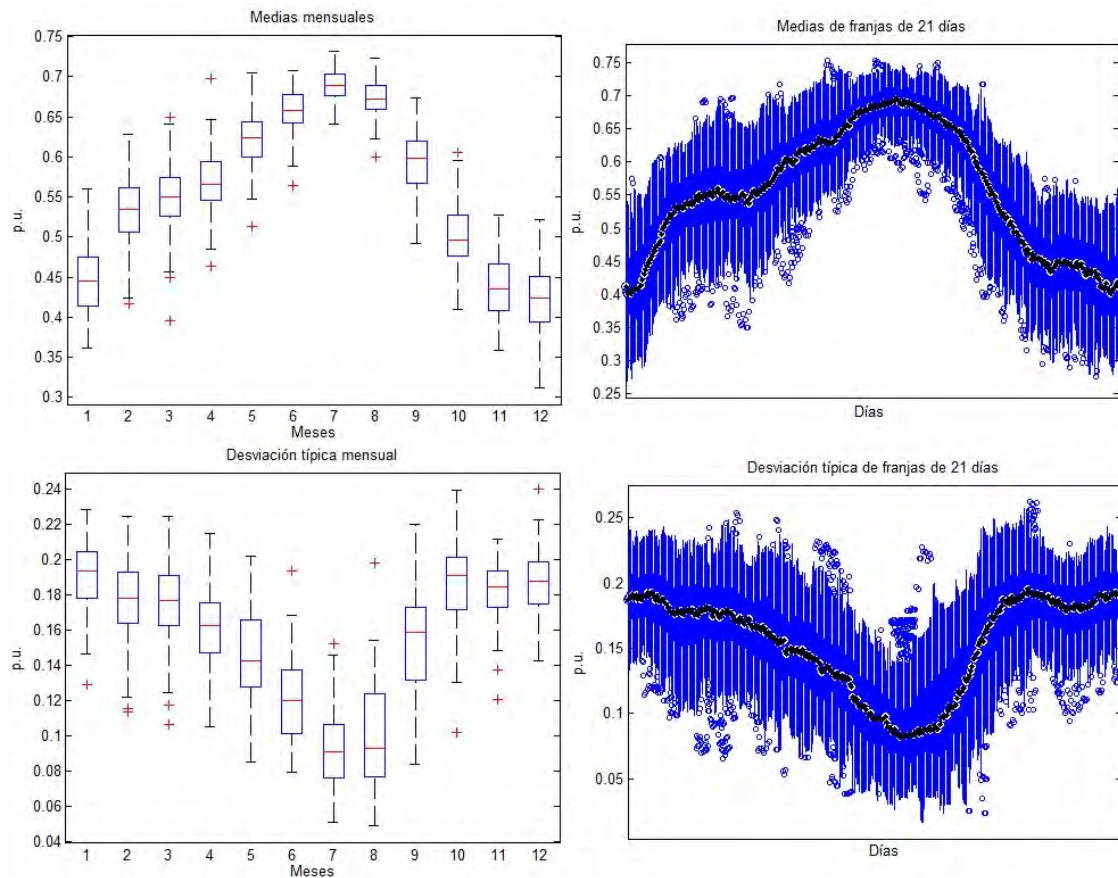 Medias mensuales
0.75
0.7
0.65
0.6
0.55
0.5
0.45
0.4
0.35
0.3
p.u.
1 2 3 4 5 6 7 8 9 10 11 12
Meses
Medias de franjas de 21 días
0.7
0.65
0.6
0.55
0.5
0.45
0.4
0.35
0.3
0.25
p.u.
Días
Desviación típica mensual
0.24
0.22
0.2
0.18
0.16
0.14
0.12
0.1
0.08
0.06
0.04
p.u.
1 2 3 4 5 6 7 8 9 10 11 12
Meses
Desviación típica de franjas de 21 días
0.25
0.2
0.15
0.1
0.05
p.u.
Días